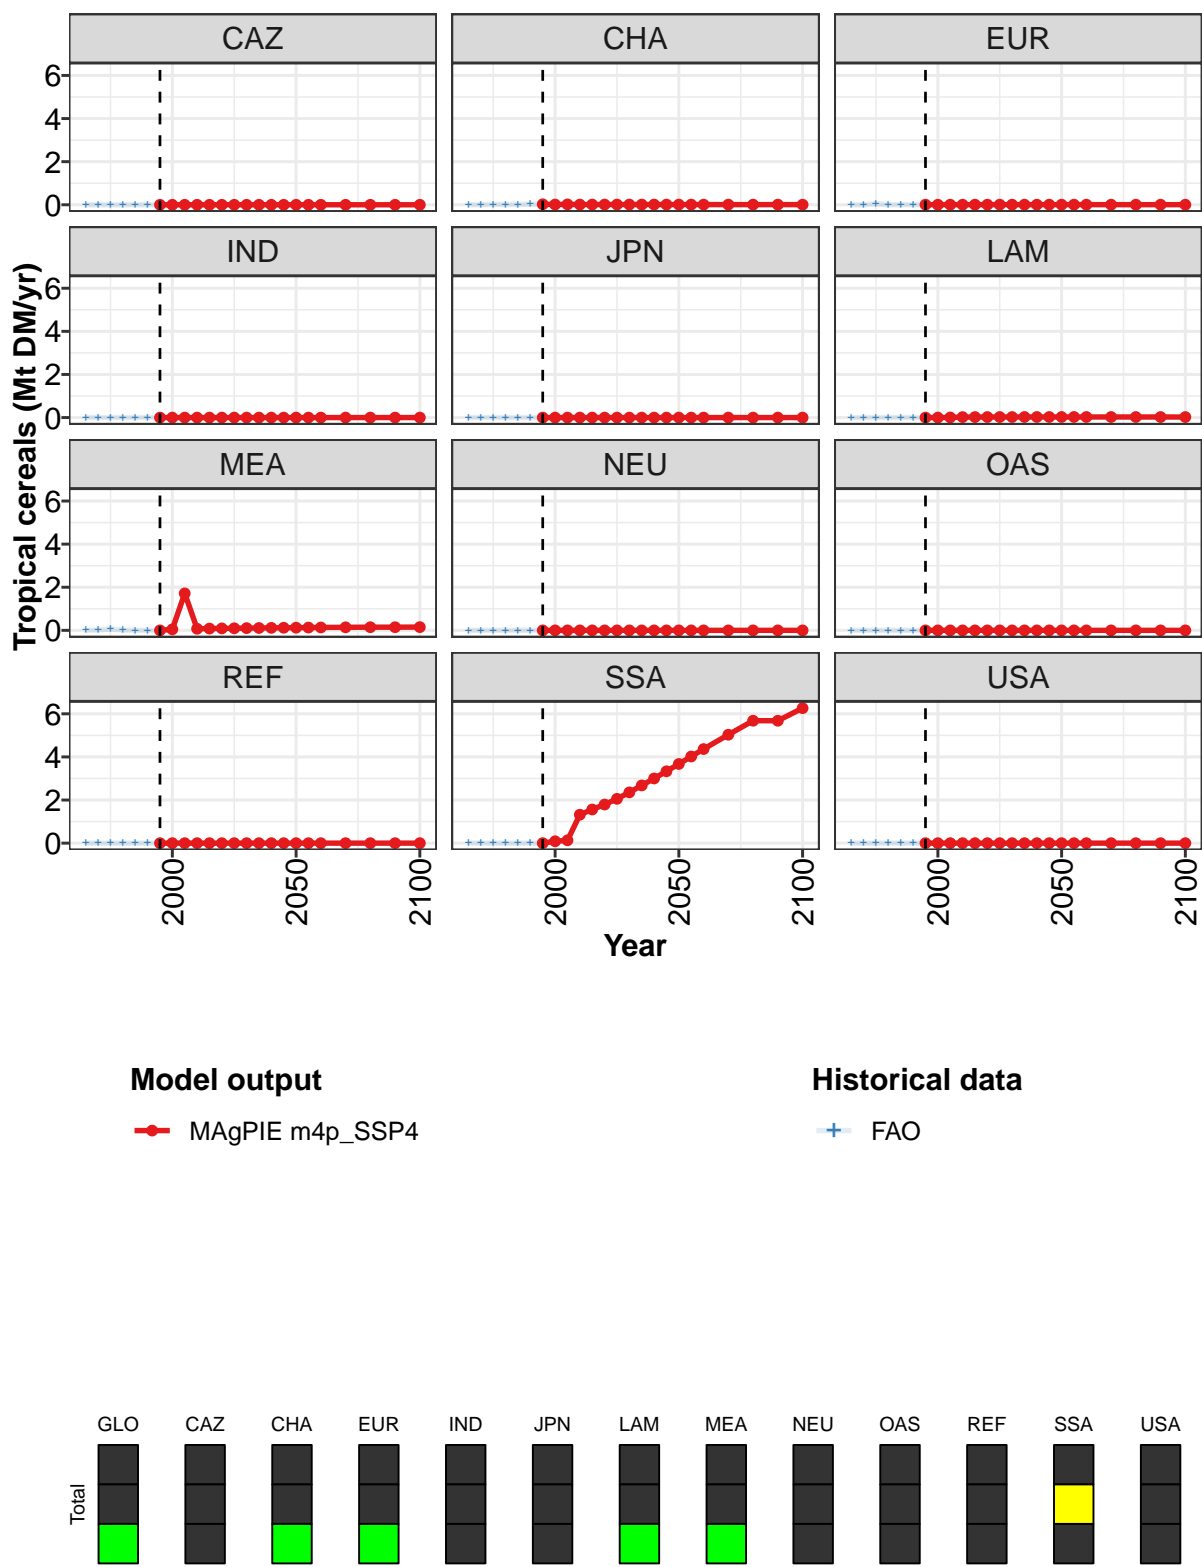 CAZ CHA EUR
6
4
2
0
IND JPN LAM
6
4
2
0
MEA NEU OAS
6
4
2
0
REF SSA USA
6
4
2
0
2000 2050 2100 2000 2050 2100 2000 2050 2100
Tropical cereals (Mt DM/yr)
Year
Model output
MAgPIE m4p_SSP4
Historical data
FAO
GLO CAZ CHA EUR IND JPN LAM MEA NEU OAS REF SSA USA
Total